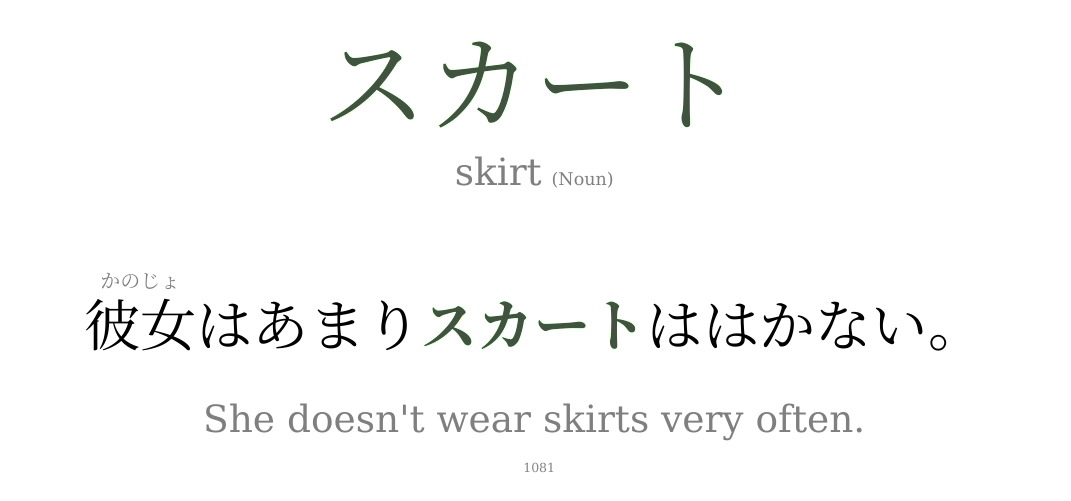 スカート
skirt (Noun)
かのじょ
彼女はあまりスカートははかない。
She doesn't wear skirts very often.
1081